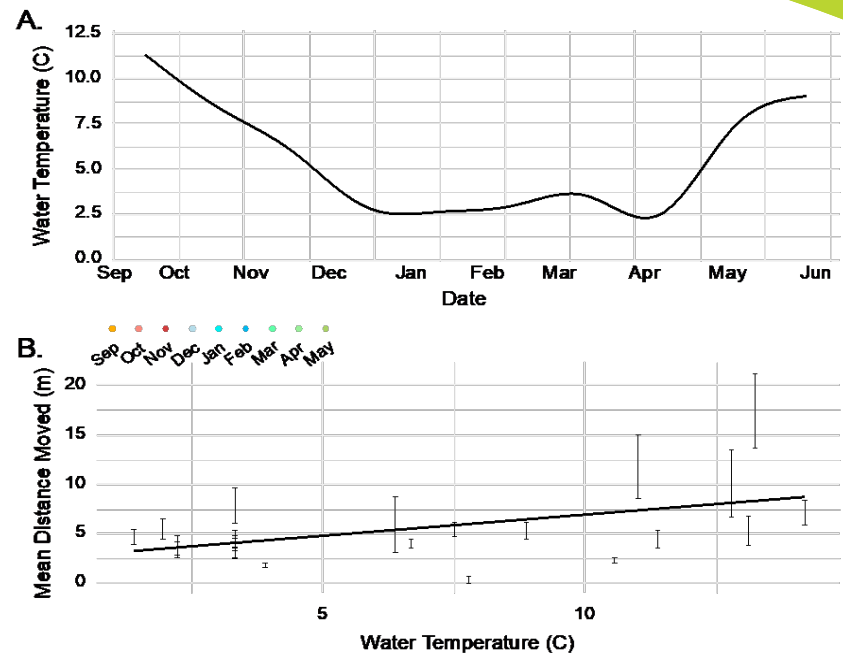 A.
12.5
10.0
7.5
5.0
2.5
0.0
Water Temperature (C)
Sep Oct Nov Dec Jan Feb Mar Apr May Jun
Date
B.
Sep Oct Nov Dec Jan Feb Mar Apr May
20
15
10
5
0
Mean Distance Moved (m)
5 10
Water Temperature (C)